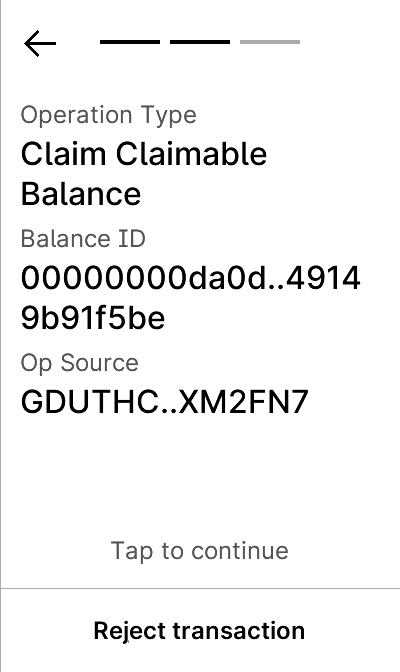 Operation Type
Claim Claimable
Balance
Balance ID
00000000da0d..4914
9b91f5be
Op Source
GDUTHC..XM2FN7
Tap to continue
Reject transaction